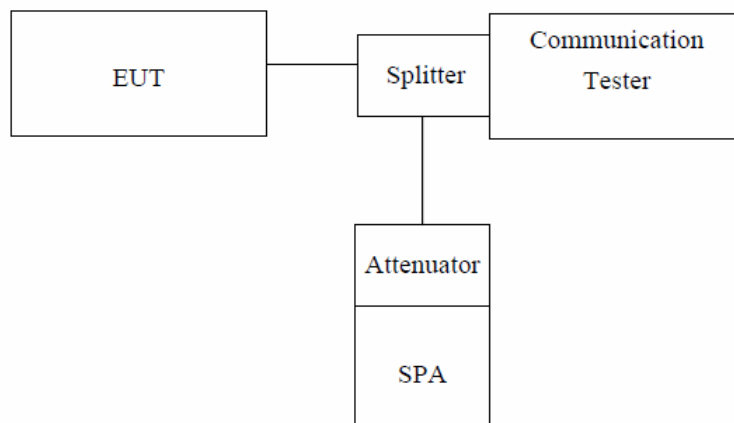 EUT
Splitter
Communication
Tester
Attenuator
SPA